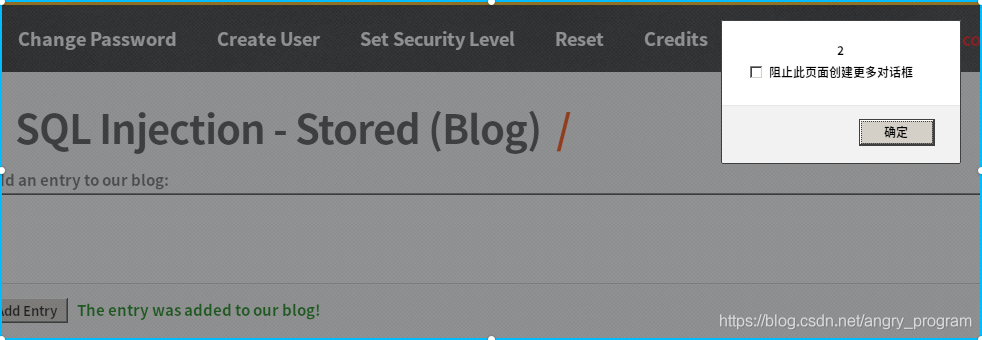 Change Password Create User Set Security Level Reset Credits co
2
阻止此页面创建更多对话框
确定
SQL Injection - Stored (Blog) /
dd an entry to our blog:
Add Entry The entry was added to our blog!
https://blog.csdn.net/angry_program